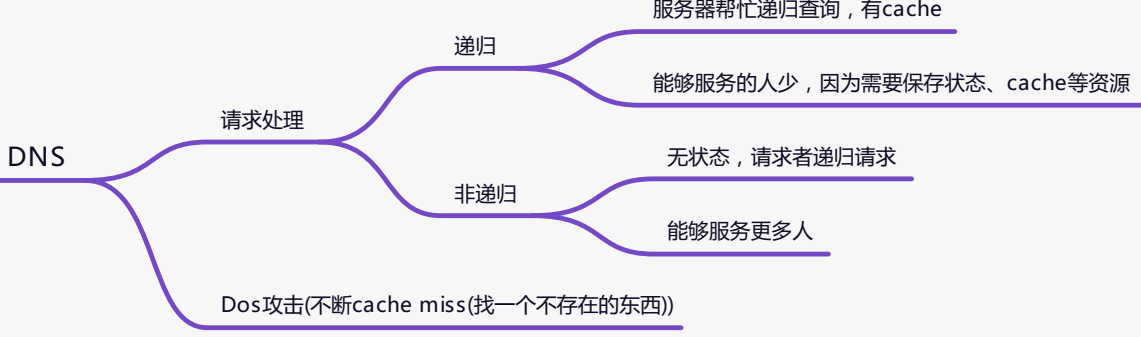 服务器帮忙递归查询，有cache
递归
能够服务的人少，因为需要保存状态、cache等资源
请求处理
DNS
无状态，请求者递归请求
非递归
能够服务更多人
Dos攻击(不断cache miss(找一个不存在的东西))